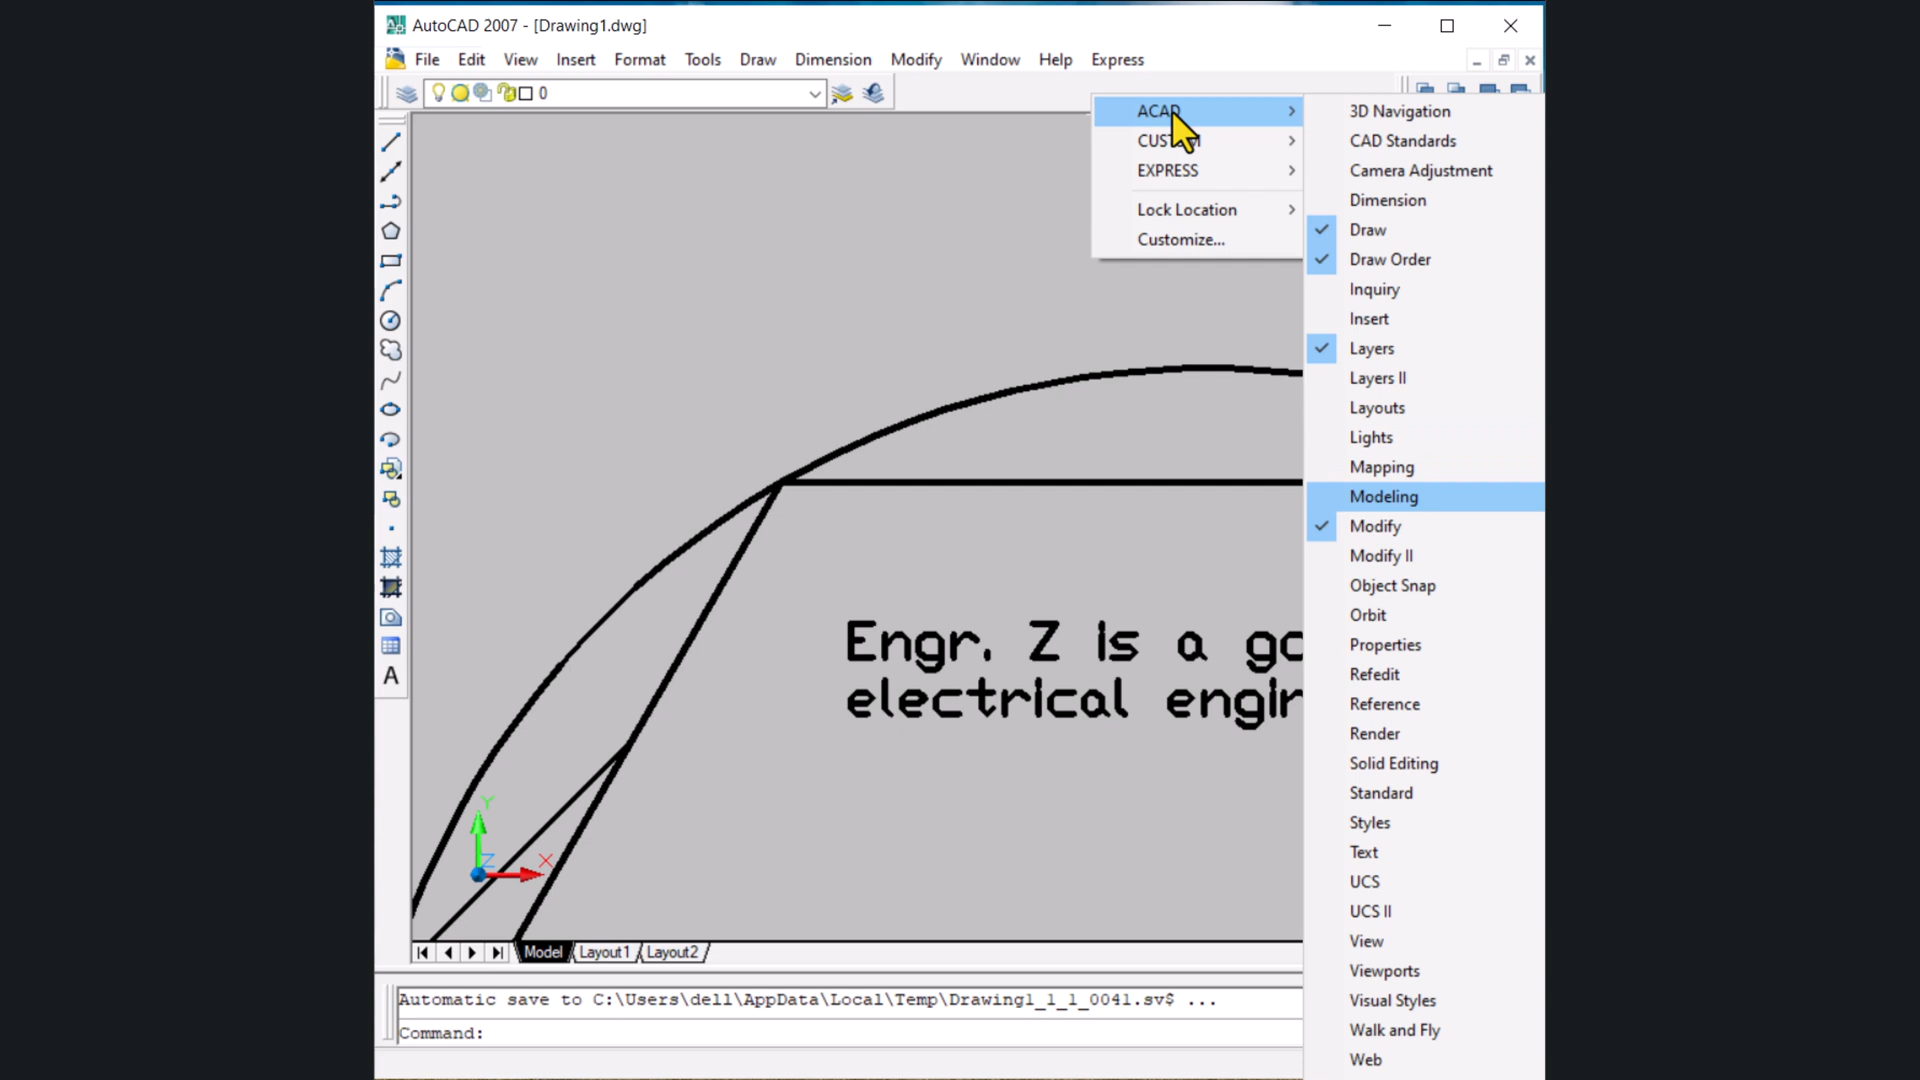 AutoCAD 2007 - [Drawing1.dwg]
File Edit View Insert Format Tools Draw Dimension Modify Window Help Express
0
ACAD
EXPRESS
Lock Location
Customize...
3D Navigation
CAD Standards
Camera Adjustment
Dimension
Draw
Draw Order
Inquiry
Insert
Layers
Layers II
Layouts
Lights
Mapping
Modeling
Modify
Modify II
Object Snap
Orbit
Properties
Refedit
Reference
Render
Solid Editing
Standard
Styles
Text
UCS
UCS II
View
Viewports
Visual Styles
Walk and Fly
Web
A
Engr. Z is a go
electrical engin
Y
Z
X
Model Layout1 Layout2
Automatic save to C:\Users\dell\AppData\Local\Temp\Drawing1_1_1_0041.sv$ ...
Command: